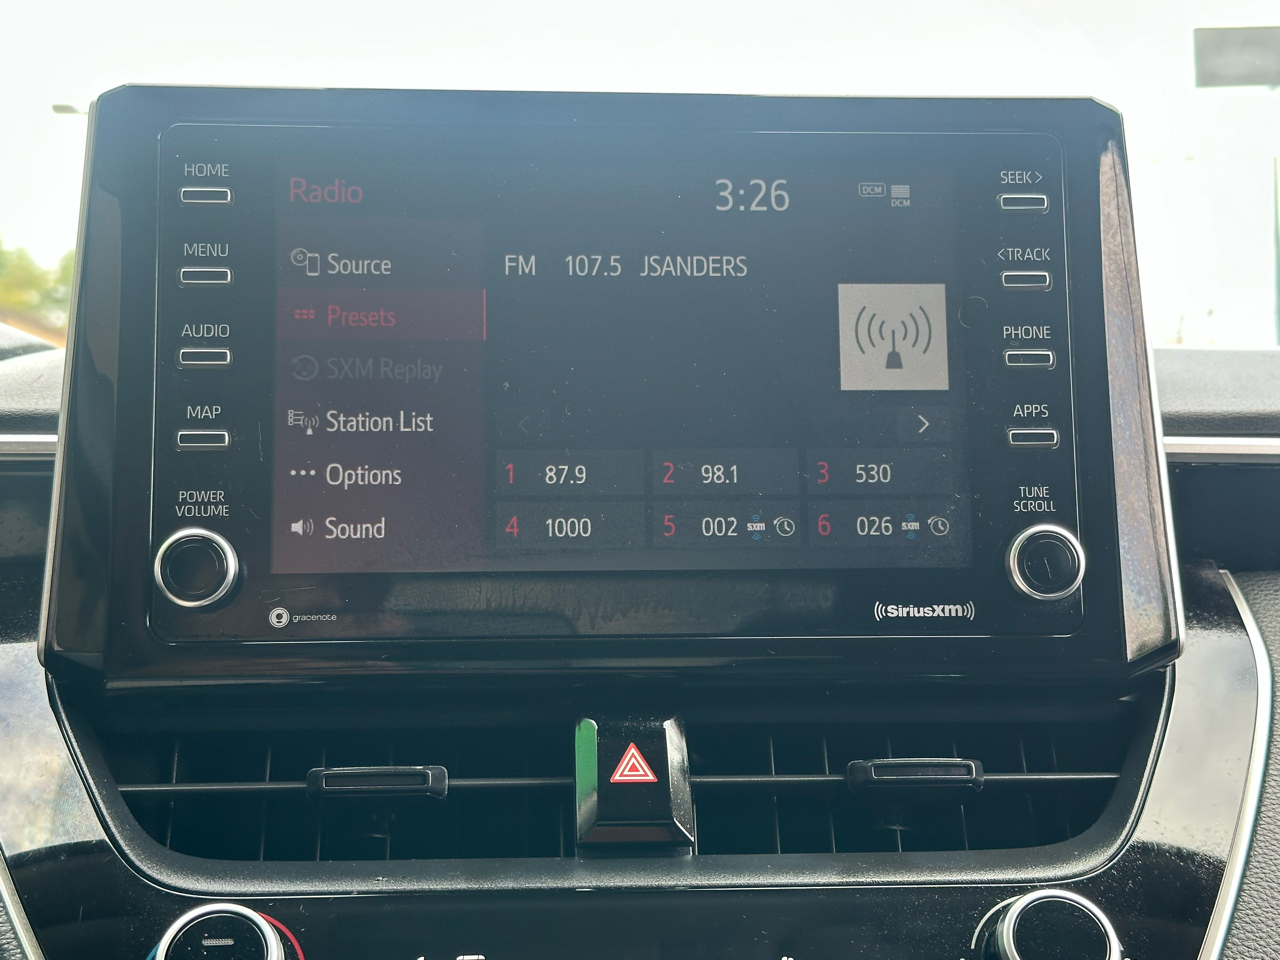 HOME
MENU
AUDIO
MAP
POWER
VOLUME
Radio
3:26
DCM
DCM
Source
Presets
SXM Replay
Station List
Options
Sound
FM 107.5 JSANDERS
1 87.9
2 98.1
3 530
4 1000
5 002 sxm
6 026 sxm
gracenote
SiriusXM
SEEK >
< TRACK
PHONE
APPS
TUNE
SCROLL